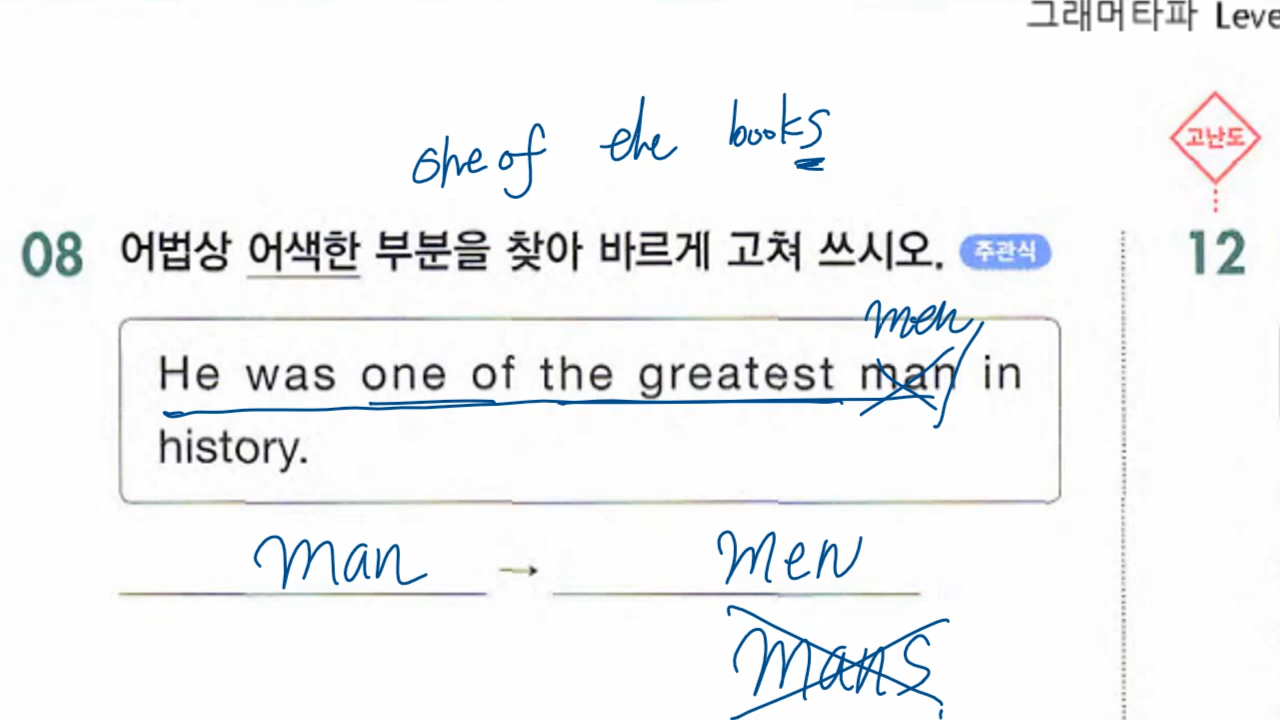 그래머타파 Leve
one of the books
고난도
08 어법상 어색한 부분을 찾아 바르게 고쳐 쓰시오. 주관식
12
men
He was one of the greatest man in
history.
man → men
mans